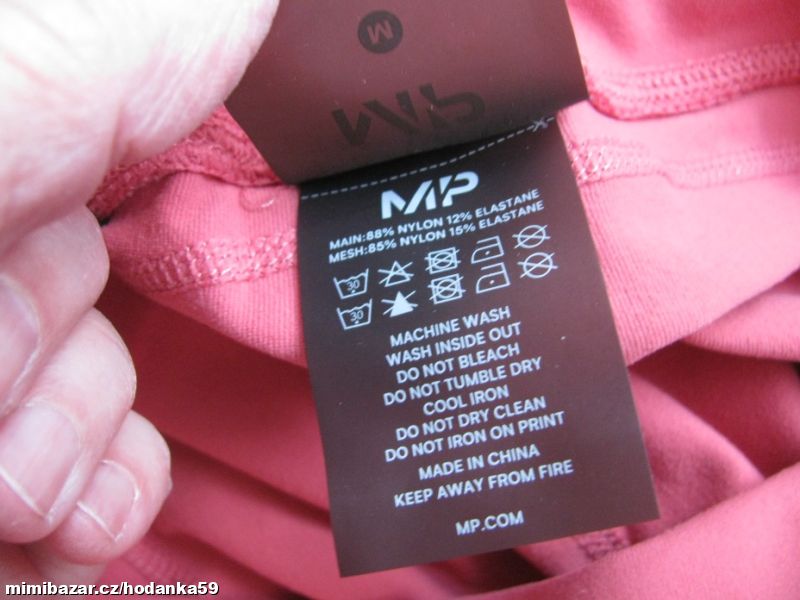 M
MP
MP
MAIN:88% NYLON 12% ELASTANE
MESH:85% NYLON 15% ELASTANE
30
30
MACHINE WASH
WASH INSIDE OUT
DO NOT BLEACH
DO NOT TUMBLE DRY
COOL IRON
DO NOT DRY CLEAN
DO NOT IRON ON PRINT
MADE IN CHINA
KEEP AWAY FROM FIRE
MP.COM
mimibazar.cz/hodanka59